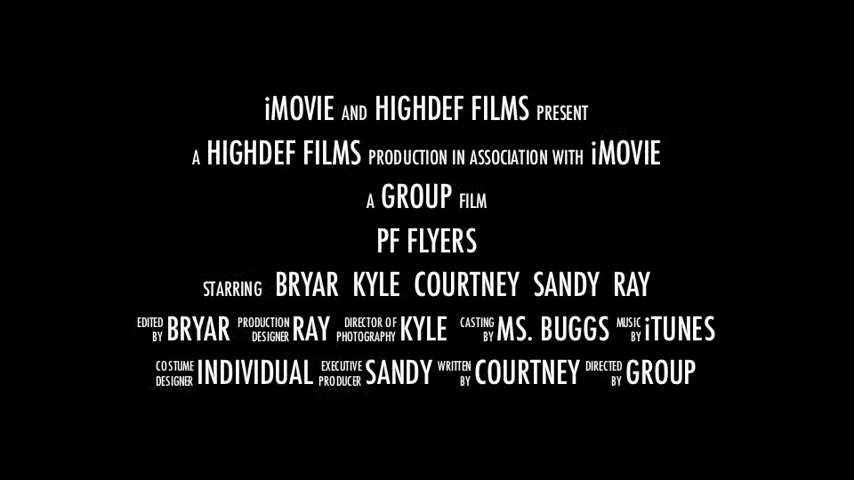 iMOVIE AND HIGHDEF FILMS PRESENT
A HIGHDEF FILMS PRODUCTION IN ASSOCIATION WITH iMOVIE
A GROUP FILM
PF FLYERS
STARRING BRYAR KYLE COURTNEY SANDY RAY
EDITED BY BRYAR PRODUCTION DESIGNER RAY DIRECTOR OF PHOTOGRAPHY KYLE CASTING BY MS. BUGGS MUSIC BY iTUNES
COSTUME DESIGNER INDIVIDUAL EXECUTIVE PRODUCER SANDY WRITTEN BY COURTNEY DIRECTED BY GROUP